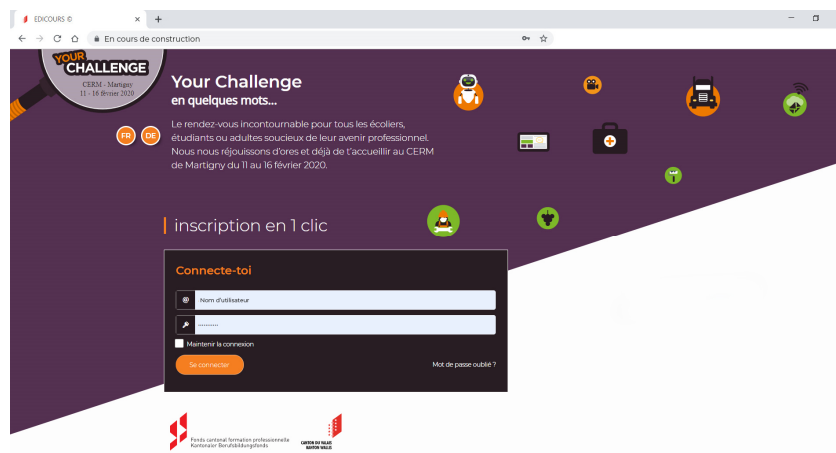 EDICOURS ©
En cours de construction
YOUR
CHALLENGE
CERM - Martigny
11 - 16 février 2020
FR
DE
Your Challenge
en quelques mots...
Le rendez-vous incontournable pour tous les écoliers,
étudiants ou adultes soucieux de leur avenir professionnel.
Nous nous réjouissons d'ores et déjà de t'accueillir au CERM
de Martigny du 11 au 16 février 2020.
inscription en 1 clic
Connecte-toi
Nom d'utilisateur
Maintenir la connexion
Se connecter
Mot de passe oublié ?
Fonds cantonal formation professionnelle
Kantonaler Berufsbildungsfonds
CANTON DU VALAIS
KANTON WALLIS